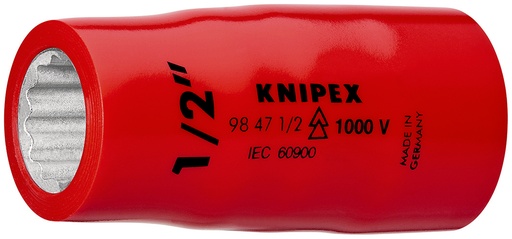 1/2"
KNIPEX
98 47 1/2 1000 V
IEC 60900
MADE IN
GERMANY